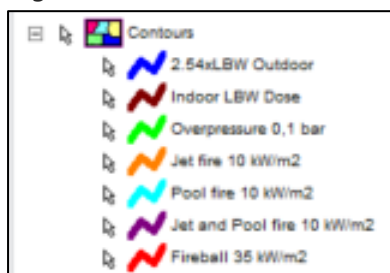 Contours
2.54xLBW Outdoor
Indoor LBW Dose
Overpressure 0,1 bar
Jet fire 10 kW/m2
Pool fire 10 kW/m2
Jet and Pool fire 10 kW/m2
Fireball 35 kW/m2